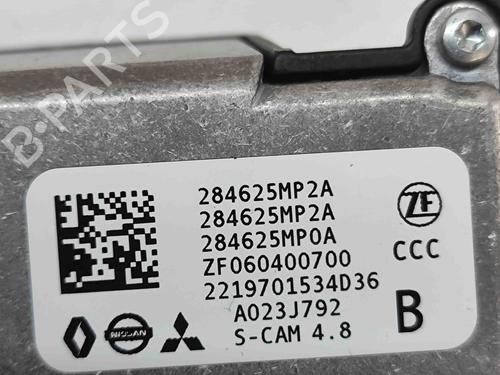 B-PARTS
284625MP2A
284625MP2A
284625MP0A
ZF060400700
2219701534D36
A023J792
S-CAM 4.8
ZF
CCC
B
NISSAN